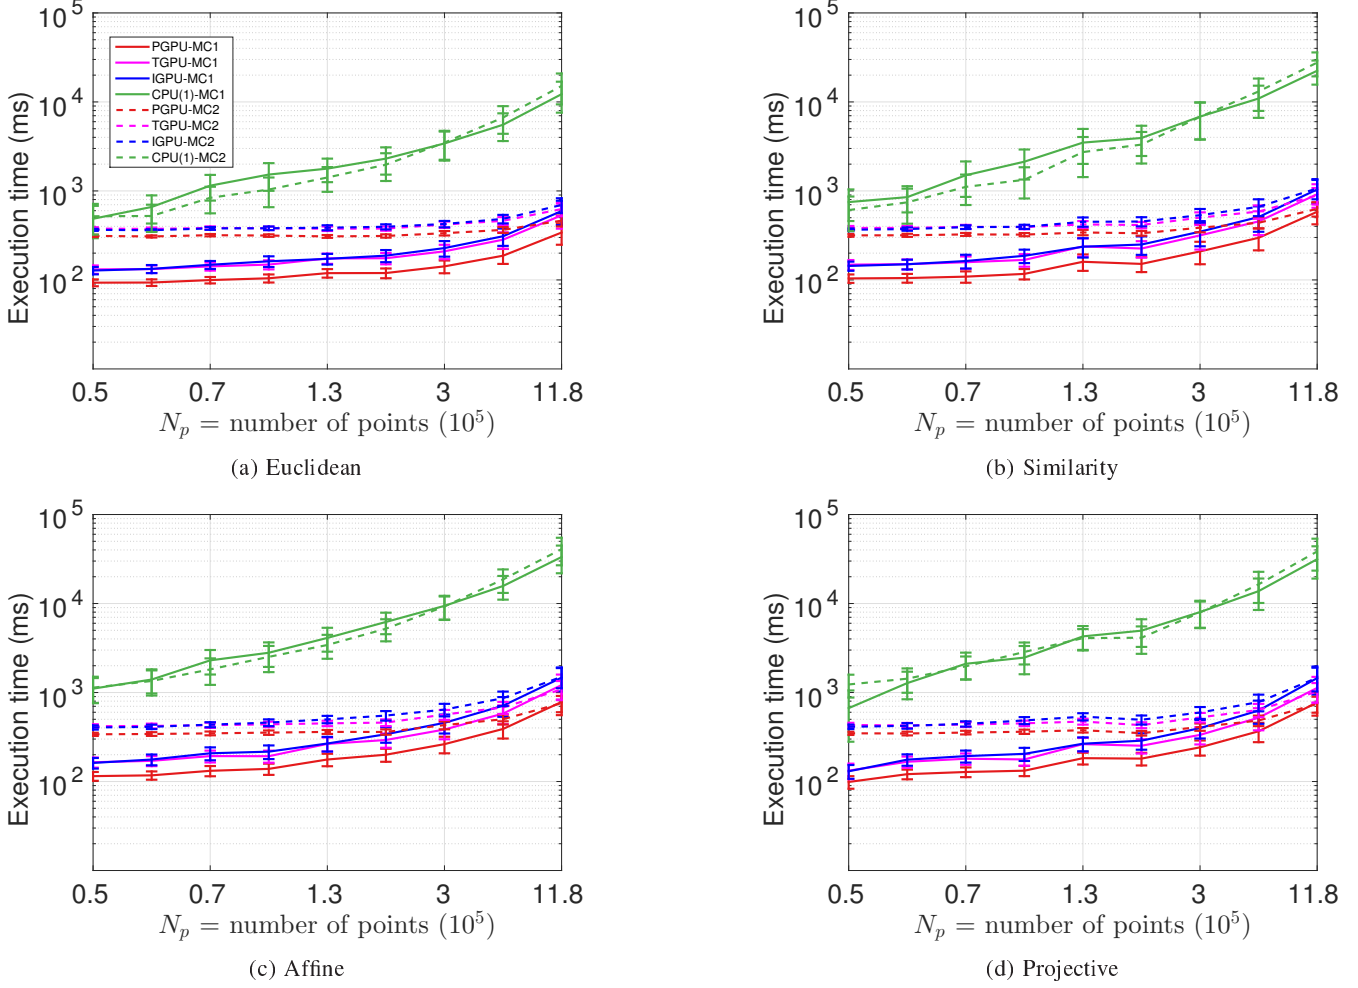 10^5
10^4
10^3
10^2
Execution time (ms)
PGPU-MC1
TGPU-MC1
IGPU-MC1
CPU(1)-MC1
PGPU-MC2
TGPU-MC2
IGPU-MC2
CPU(1)-MC2
0.5 0.7 1.3 3 11.8
N_p = number of points (10^5)
(a) Euclidean
10^5
10^4
10^3
10^2
Execution time (ms)
0.5 0.7 1.3 3 11.8
N_p = number of points (10^5)
(b) Similarity
10^5
10^4
10^3
10^2
Execution time (ms)
0.5 0.7 1.3 3 11.8
N_p = number of points (10^5)
(c) Affine
10^5
10^4
10^3
10^2
Execution time (ms)
0.5 0.7 1.3 3 11.8
N_p = number of points (10^5)
(d) Projective